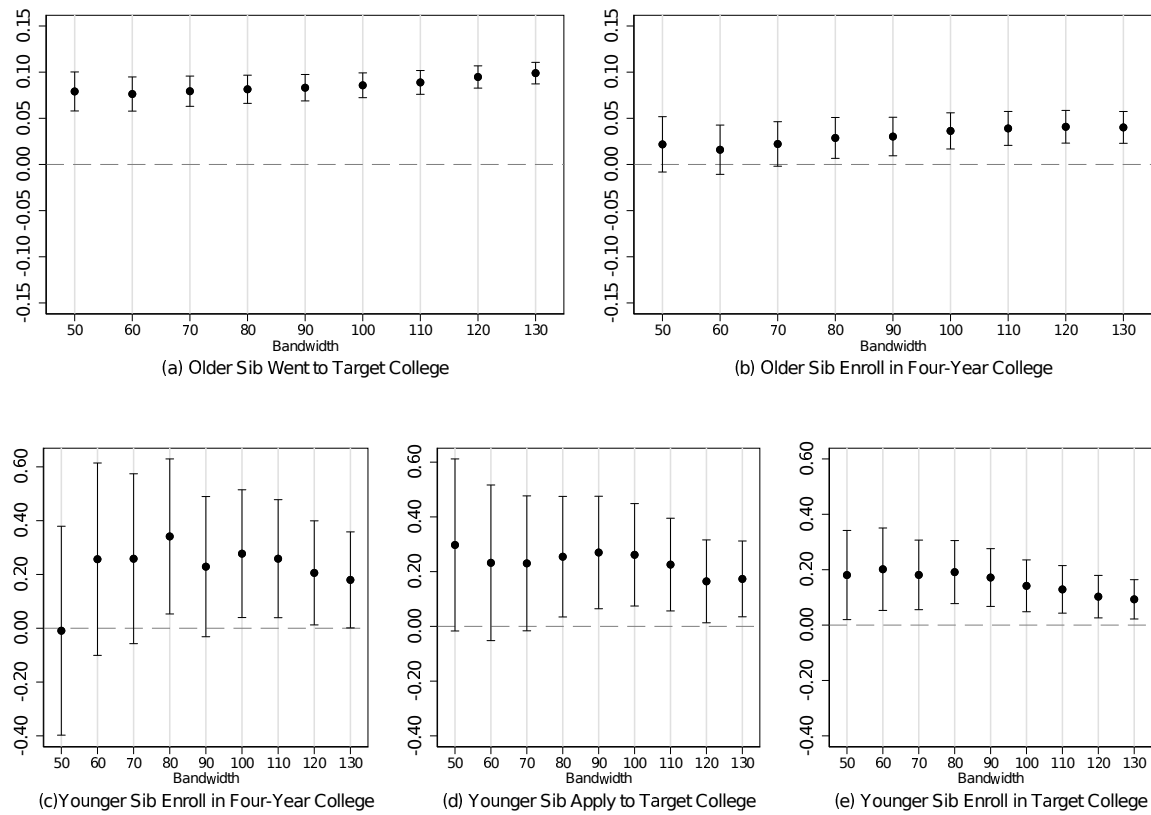 0.15
0.10
0.05
0.00
-0.05
-0.10
-0.15
50 60 70 80 90 100 110 120 130
Bandwidth
(a) Older Sib Went to Target College
0.15
0.10
0.05
0.00
-0.05
-0.10
-0.15
50 60 70 80 90 100 110 120 130
Bandwidth
(b) Older Sib Enroll in Four-Year College
0.60
0.40
0.20
0.00
-0.20
-0.40
50 60 70 80 90 100 110 120 130
Bandwidth
(c)Younger Sib Enroll in Four-Year College
0.60
0.40
0.20
0.00
-0.20
-0.40
50 60 70 80 90 100 110 120 130
Bandwidth
(d) Younger Sib Apply to Target College
0.60
0.40
0.20
0.00
-0.20
-0.40
50 60 70 80 90 100 110 120 130
Bandwidth
(e) Younger Sib Enroll in Target College